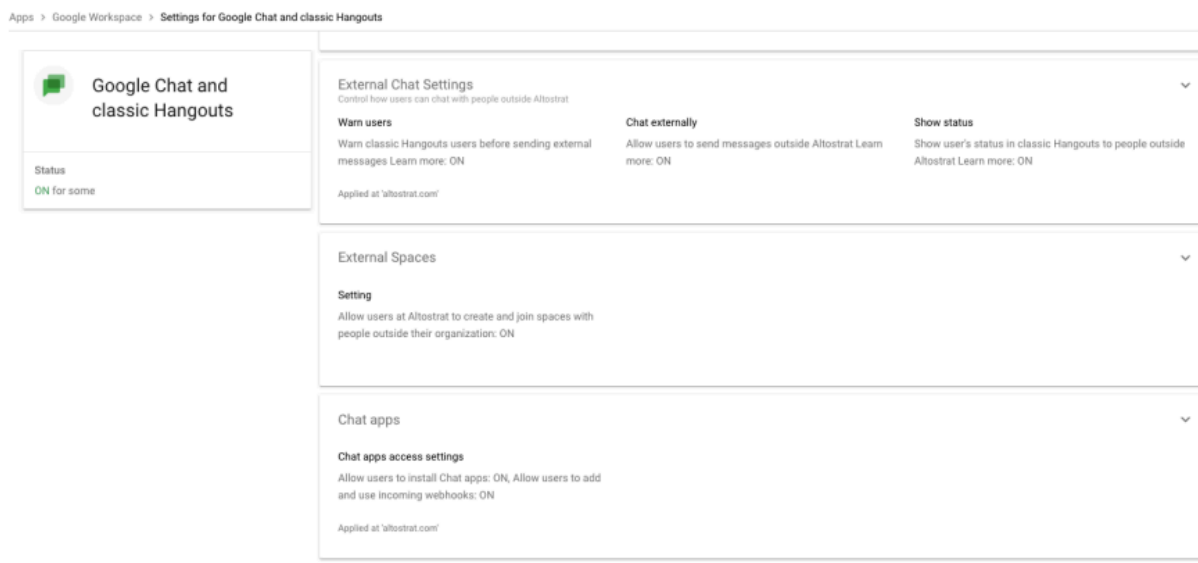 Apps > Google Workspace > Settings for Google Chat and classic Hangouts
Google Chat and
classic Hangouts
Status
ON for some
External Chat Settings
Control how users can chat with people outside Altostrat
Warn users
Warn classic Hangouts users before sending external
messages Learn more: ON
Applied at 'altostrat.com'
Chat externally
Allow users to send messages outside Altostrat Learn
more: ON
Show status
Show user's status in classic Hangouts to people outside
Altostrat Learn more: ON
External Spaces
Setting
Allow users at Altostrat to create and join spaces with
people outside their organization: ON
Chat apps
Chat apps access settings
Allow users to install Chat apps: ON, Allow users to add
and use incoming webhooks: ON
Applied at 'altostrat.com'